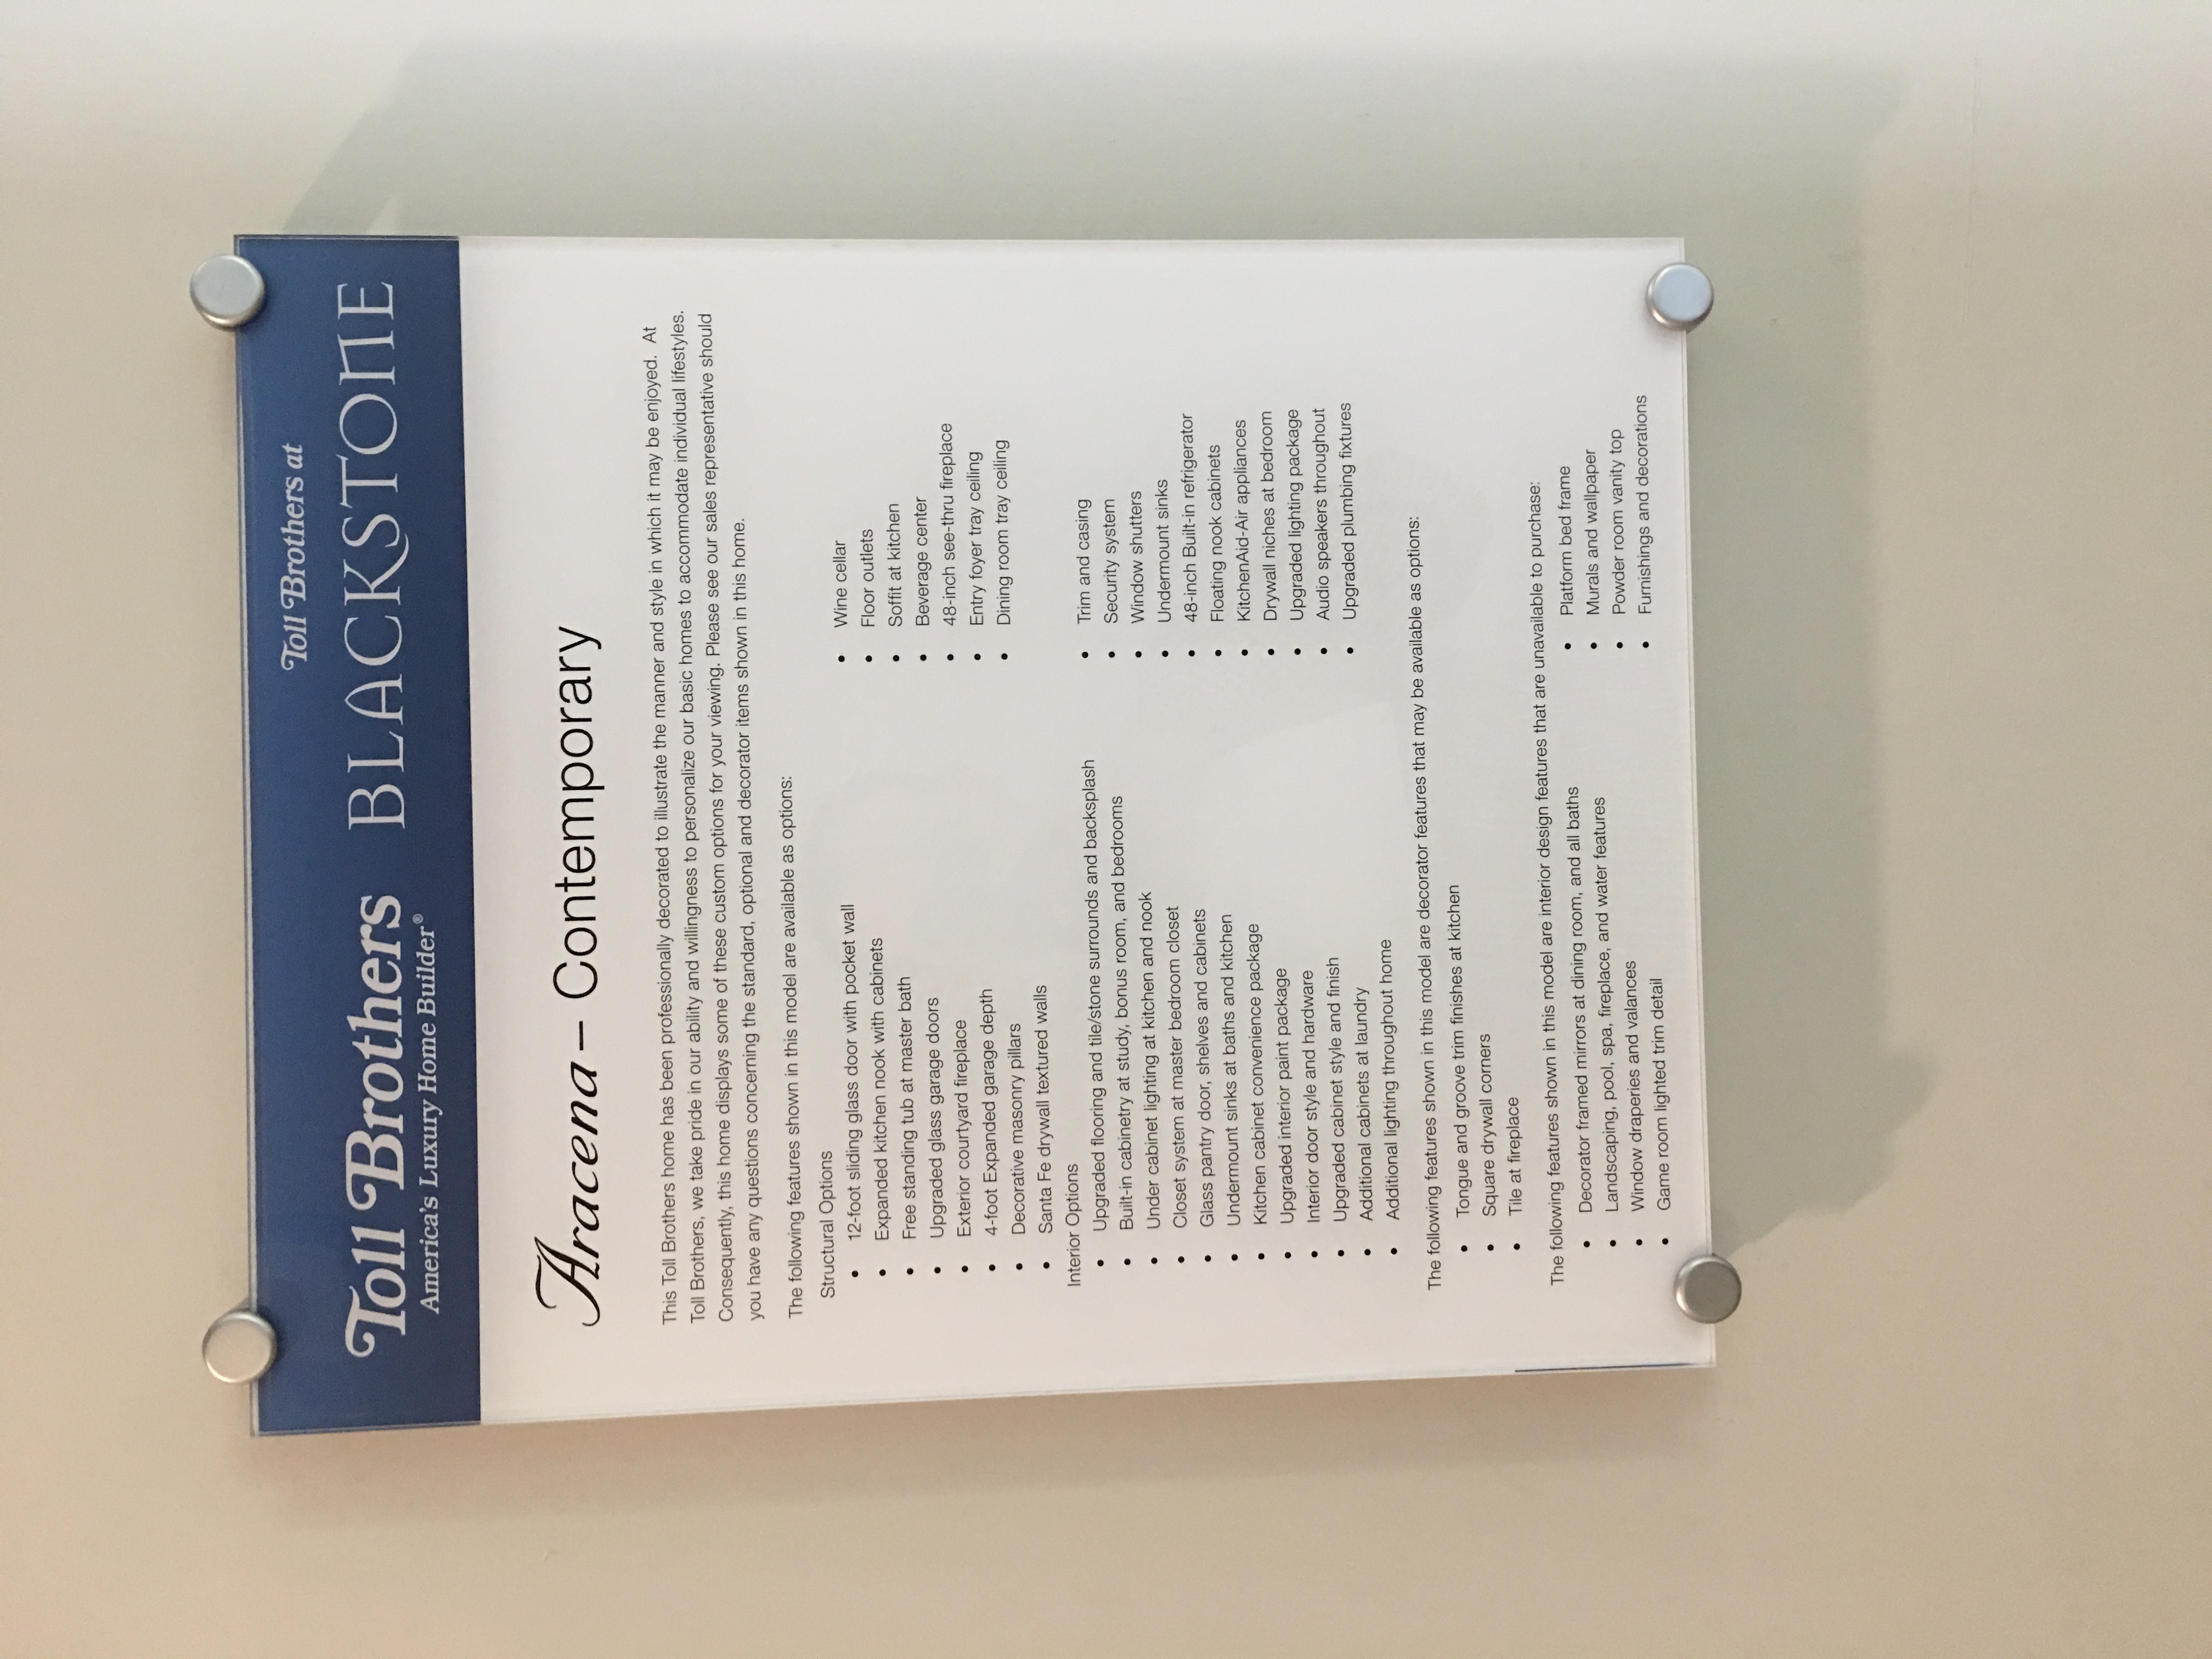 Toll Brothers
America's Luxury Home Builder®
Toll Brothers at
BLACKSTONE
Aracena – Contemporary
This Toll Brothers home has been professionally decorated to illustrate the manner and style in which it may be enjoyed. At
Toll Brothers, we take pride in our ability and willingness to personalize our basic homes to accommodate individual lifestyles.
Consequently, this home displays some of these custom options for your viewing. Please see our sales representative should
you have any questions concerning the standard, optional and decorator items shown in this home.
The following features shown in this model are available as options:
Structural Options
• 12-foot sliding glass door with pocket wall
• Expanded kitchen nook with cabinets
• Free standing tub at master bath
• Upgraded glass garage doors
• Exterior courtyard fireplace
• 4-foot Expanded garage depth
• Decorative masonry pillars
• Santa Fe drywall textured walls
• Wine cellar
• Floor outlets
• Soffit at kitchen
• Beverage center
• 48-inch see-thru fireplace
• Entry foyer tray ceiling
• Dining room tray ceiling
Interior Options
• Upgraded flooring and tile/stone surrounds and backsplash
• Built-in cabinetry at study, bonus room, and bedrooms
• Under cabinet lighting at kitchen and nook
• Closet system at master bedroom closet
• Glass pantry door, shelves and cabinets
• Undermount sinks at baths and kitchen
• Kitchen cabinet convenience package
• Upgraded interior paint package
• Interior door style and hardware
• Upgraded cabinet style and finish
• Additional cabinets at laundry
• Additional lighting throughout home
• Trim and casing
• Security system
• Window shutters
• Undermount sinks
• 48-inch Built-in refrigerator
• Floating nook cabinets
• KitchenAid-Air appliances
• Drywall niches at bedroom
• Upgraded lighting package
• Audio speakers throughout
• Upgraded plumbing fixtures
The following features shown in this model are decorator features that may be available as options:
• Tongue and groove trim finishes at kitchen
• Square drywall corners
• Tile at fireplace
The following features shown in this model are interior design features that are unavailable to purchase:
• Decorator framed mirrors at dining room, and all baths
• Landscaping, pool, spa, fireplace, and water features
• Window draperies and valances
• Game room lighted trim detail
• Platform bed frame
• Murals and wallpaper
• Powder room vanity top
• Furnishings and decorations